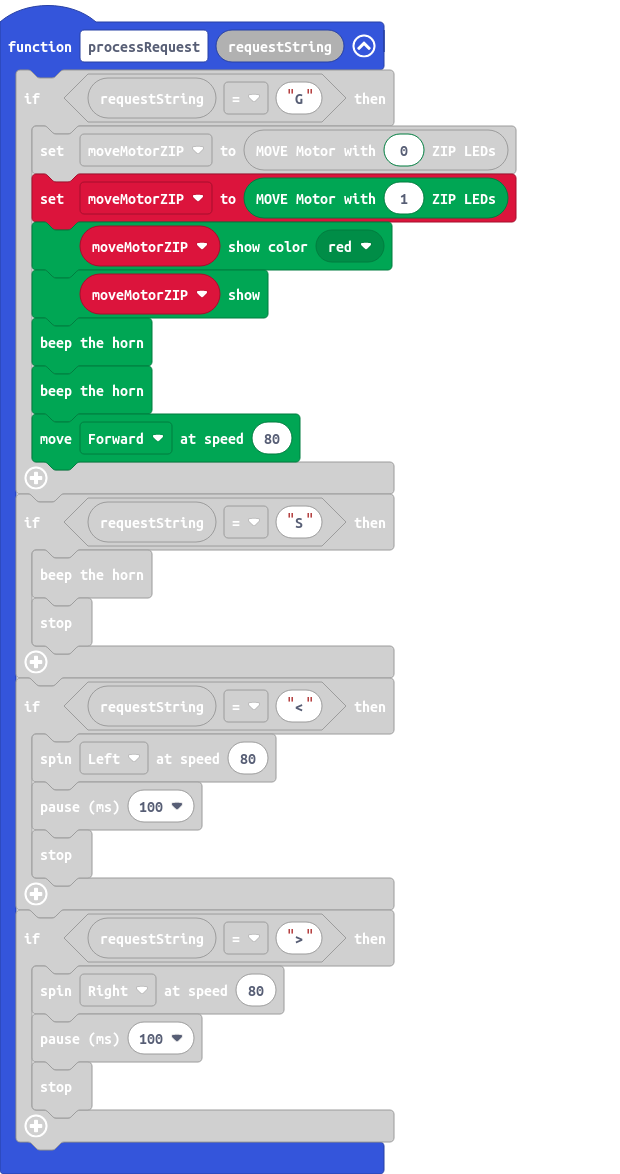 function processRequest requestString
if requestString = "G" then
set moveMotorZIP to MOVE Motor with 0 ZIP LEDs
set moveMotorZIP to MOVE Motor with 1 ZIP LEDs
moveMotorZIP show color red
moveMotorZIP show
beep the horn
beep the horn
move Forward at speed 80
if requestString = "S" then
beep the horn
stop
if requestString = "<" then
spin Left at speed 80
pause (ms) 100
stop
if requestString = ">" then
spin Right at speed 80
pause (ms) 100
stop